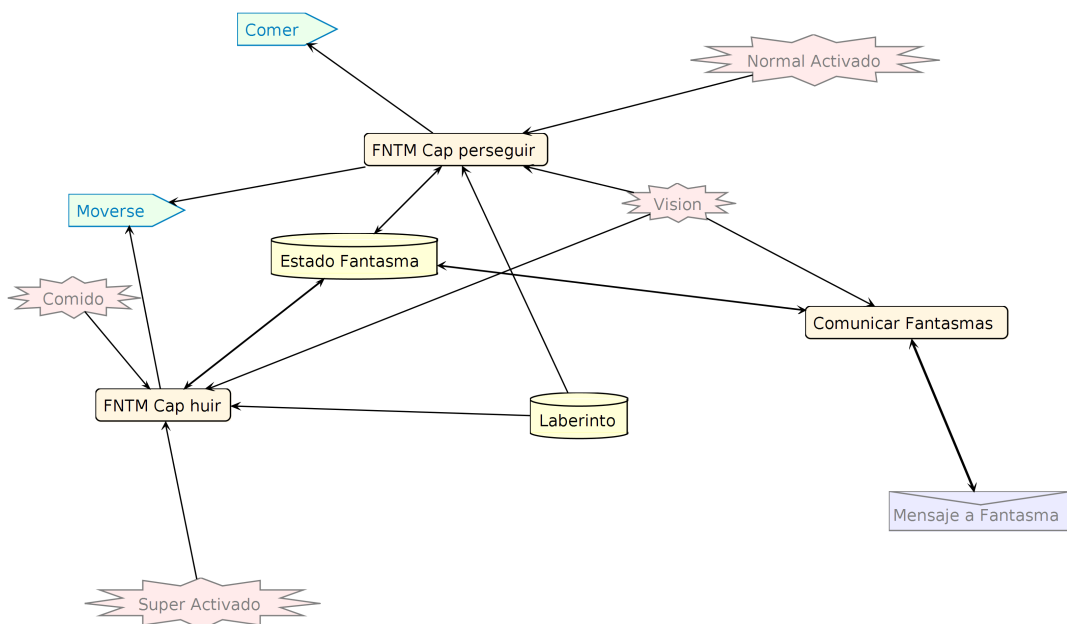 Comer
Normal Activado
FNTM Cap perseguir
Moverse
Vision
Estado Fantasma
Comido
Comunicar Fantasmas
FNTM Cap huir
Laberinto
Mensaje a Fantasma
Super Activado